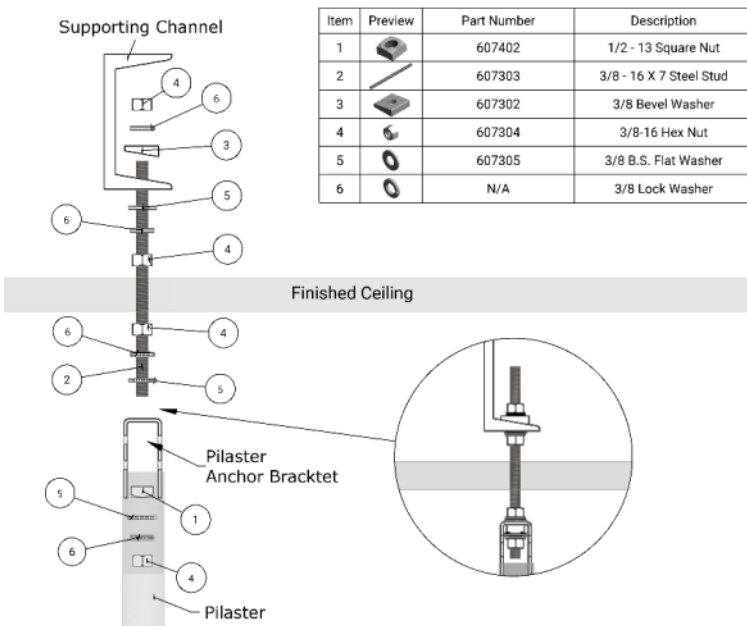 Supporting Channel
4
6
3
5
6
4
Item Preview Part Number Description
1 607402 1/2 - 13 Square Nut
2 607303 3/8 - 16 X 7 Steel Stud
3 607302 3/8 Bevel Washer
4 607304 3/8-16 Hex Nut
5 607305 3/8 B.S. Flat Washer
6 N/A 3/8 Lock Washer
Finished Ceiling
6
4
2
5
Pilaster
Anchor Bracktet
5
1
6
4
Pilaster